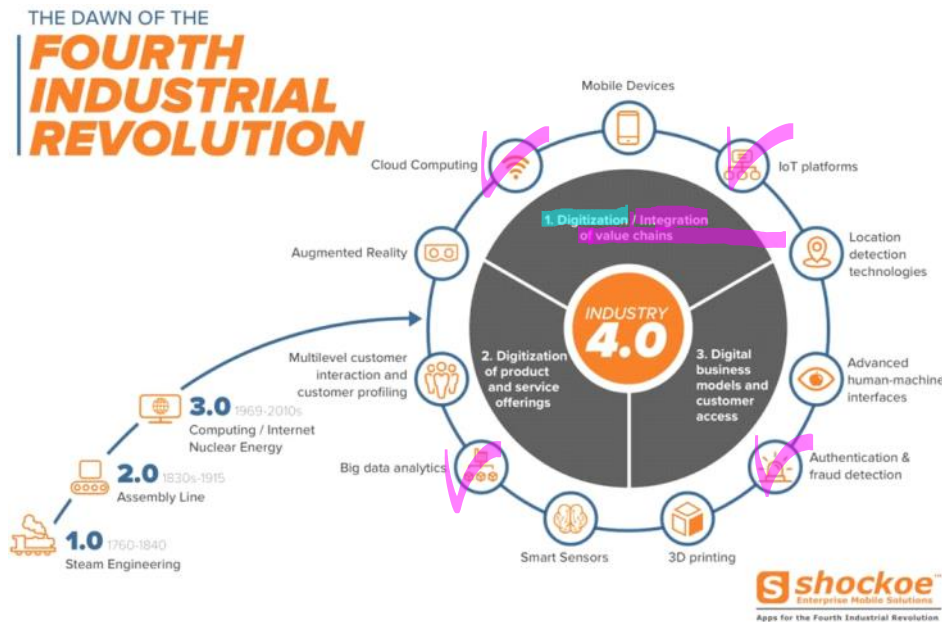 THE DAWN OF THE
FOURTH
INDUSTRIAL
REVOLUTION
Mobile Devices
Cloud Computing
IoT platforms
Augmented Reality
Location
detection
technologies
1. Digitization / Integration
of value chains
INDUSTRY
4.0
2. Digitization
of product
and service
offerings
3. Digital
business
models and
customer
access
Multilevel customer
interaction and
customer profiling
Advanced
human-machine
interfaces
Big data analytics
Authentication &
fraud detection
Smart Sensors
3D printing
3.0 1969-2010s
Computing / Internet
Nuclear Energy
2.0 1830s-1915
Assembly Line
1.0 1760-1840
Steam Engineering
S shockoe™
Enterprise Mobile Solutions
Apps for the Fourth Industrial Revolution